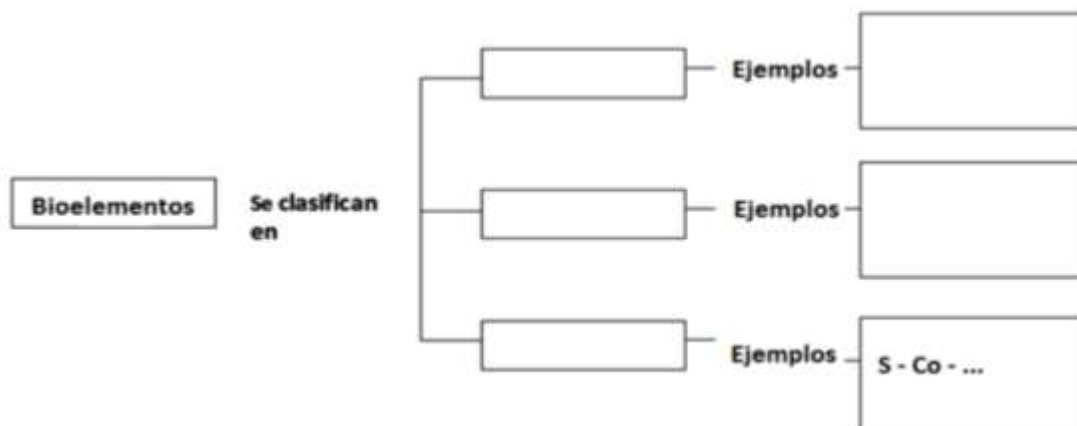 Ejemplos
Bioelementos
Se clasifican
en
Ejemplos
Ejemplos
S - Co - ...